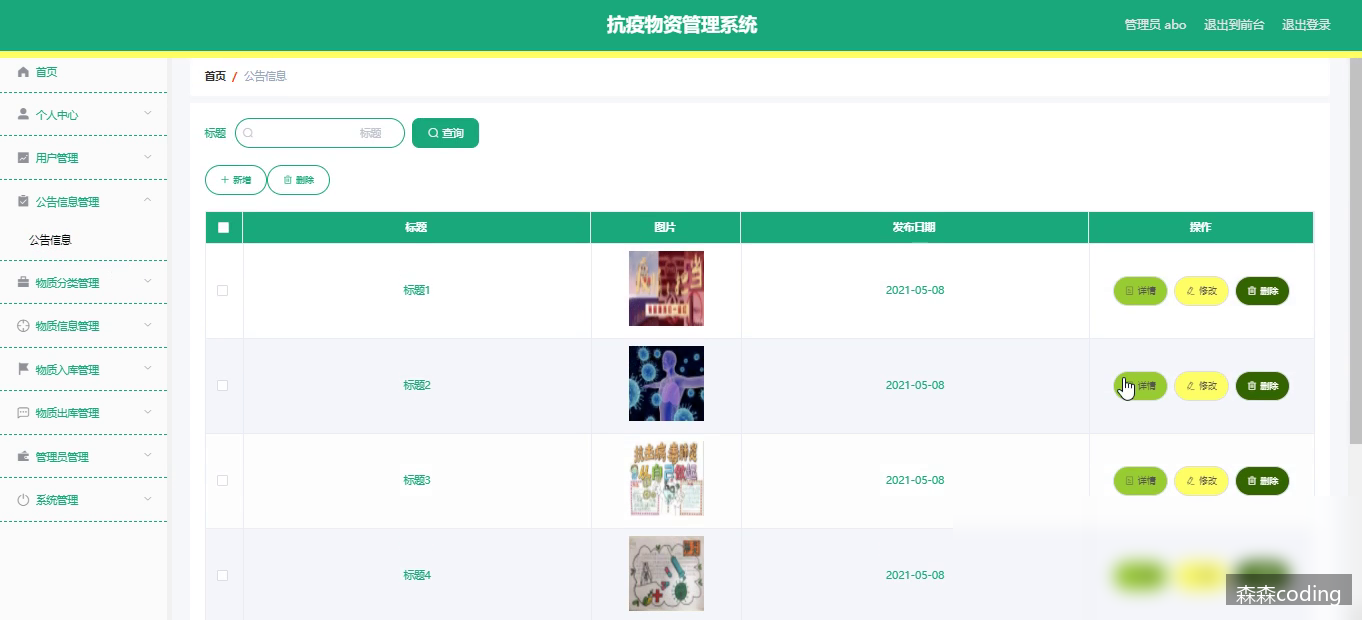 抗疫物资管理系统
管理员 abo 退出到前台 退出登录
首页
个人中心
用户管理
公告信息管理
公告信息
物质分类管理
物质信息管理
物质入库管理
物质出库管理
管理员管理
系统管理
首页 / 公告信息
标题 标题 查询
新增 删除
标题 图片 发布日期 操作
标题1 2021-05-08 详情 修改 删除
标题2 2021-05-08 详情 修改 删除
标题3 2021-05-08 详情 修改 删除
标题4 2021-05-08
森森coding